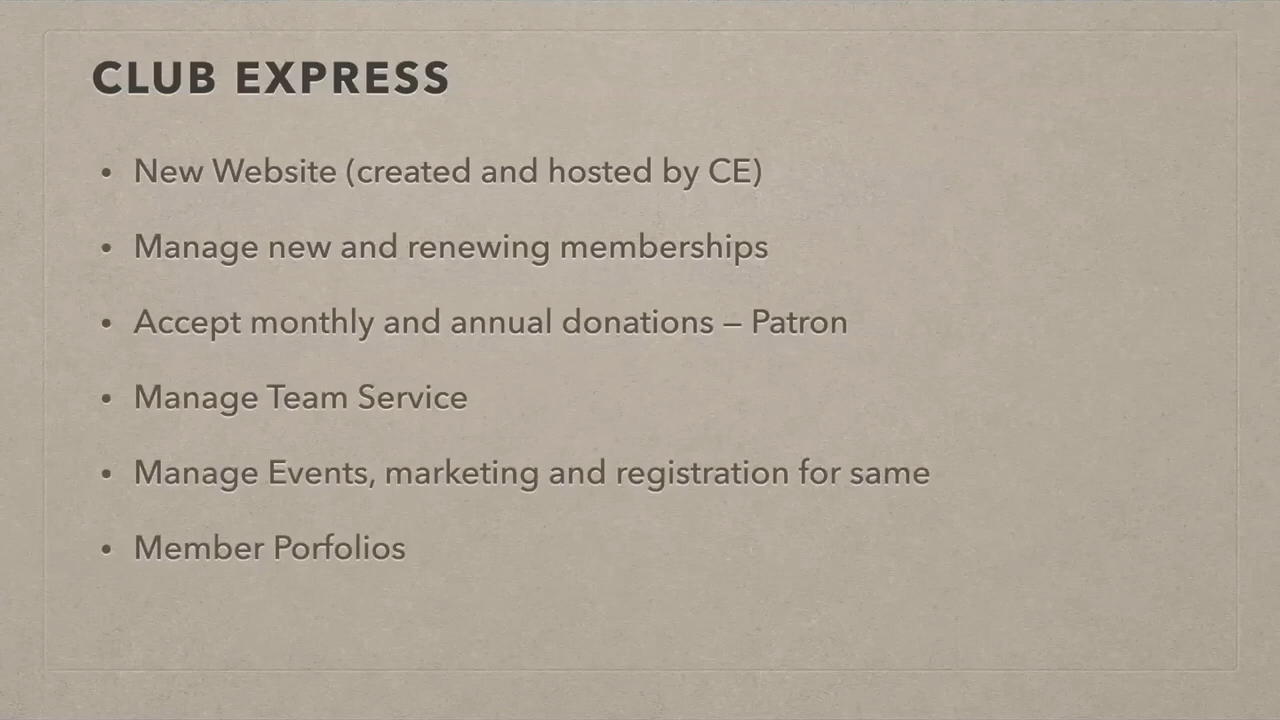 CLUB EXPRESS
• New Website (created and hosted by CE)
• Manage new and renewing memberships
• Accept monthly and annual donations – Patron
• Manage Team Service
• Manage Events, marketing and registration for same
• Member Porfolios